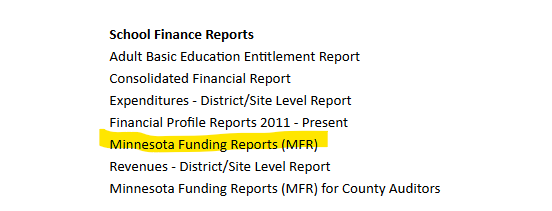 School Finance Reports
Adult Basic Education Entitlement Report
Consolidated Financial Report
Expenditures - District/Site Level Report
Financial Profile Reports 2011 - Present
Minnesota Funding Reports (MFR)
Revenues - District/Site Level Report
Minnesota Funding Reports (MFR) for County Auditors